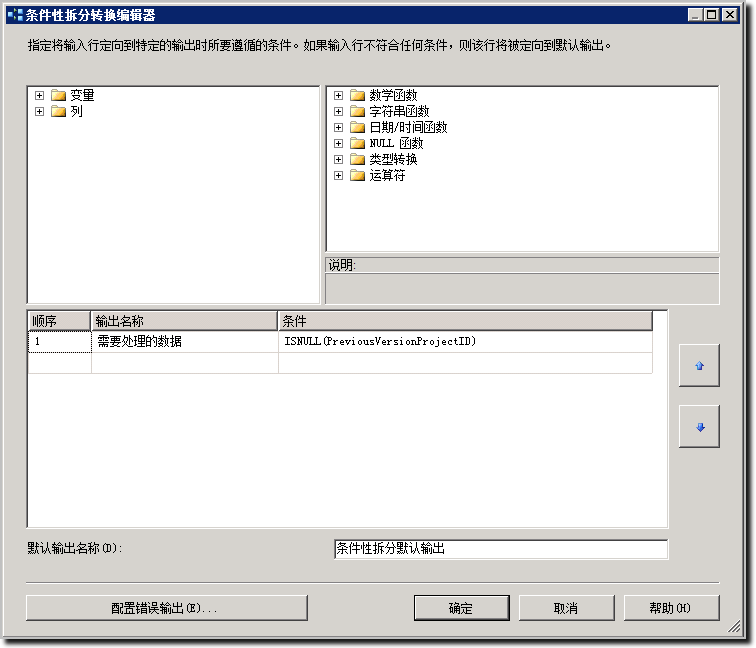 条件性拆分转换编辑器
指定将输入行定向到特定的输出时所要遵循的条件。如果输入行不符合任何条件，则该行将被定向到默认输出。
变量
列
数学函数
字符串函数
日期/时间函数
NULL 函数
类型转换
运算符
说明:
顺序 输出名称 条件
1 需要处理的数据 ISNULL(PreviousVersionProjectID)
默认输出名称(D):
条件性拆分默认输出
配置错误输出(E)...
确定
取消
帮助(H)